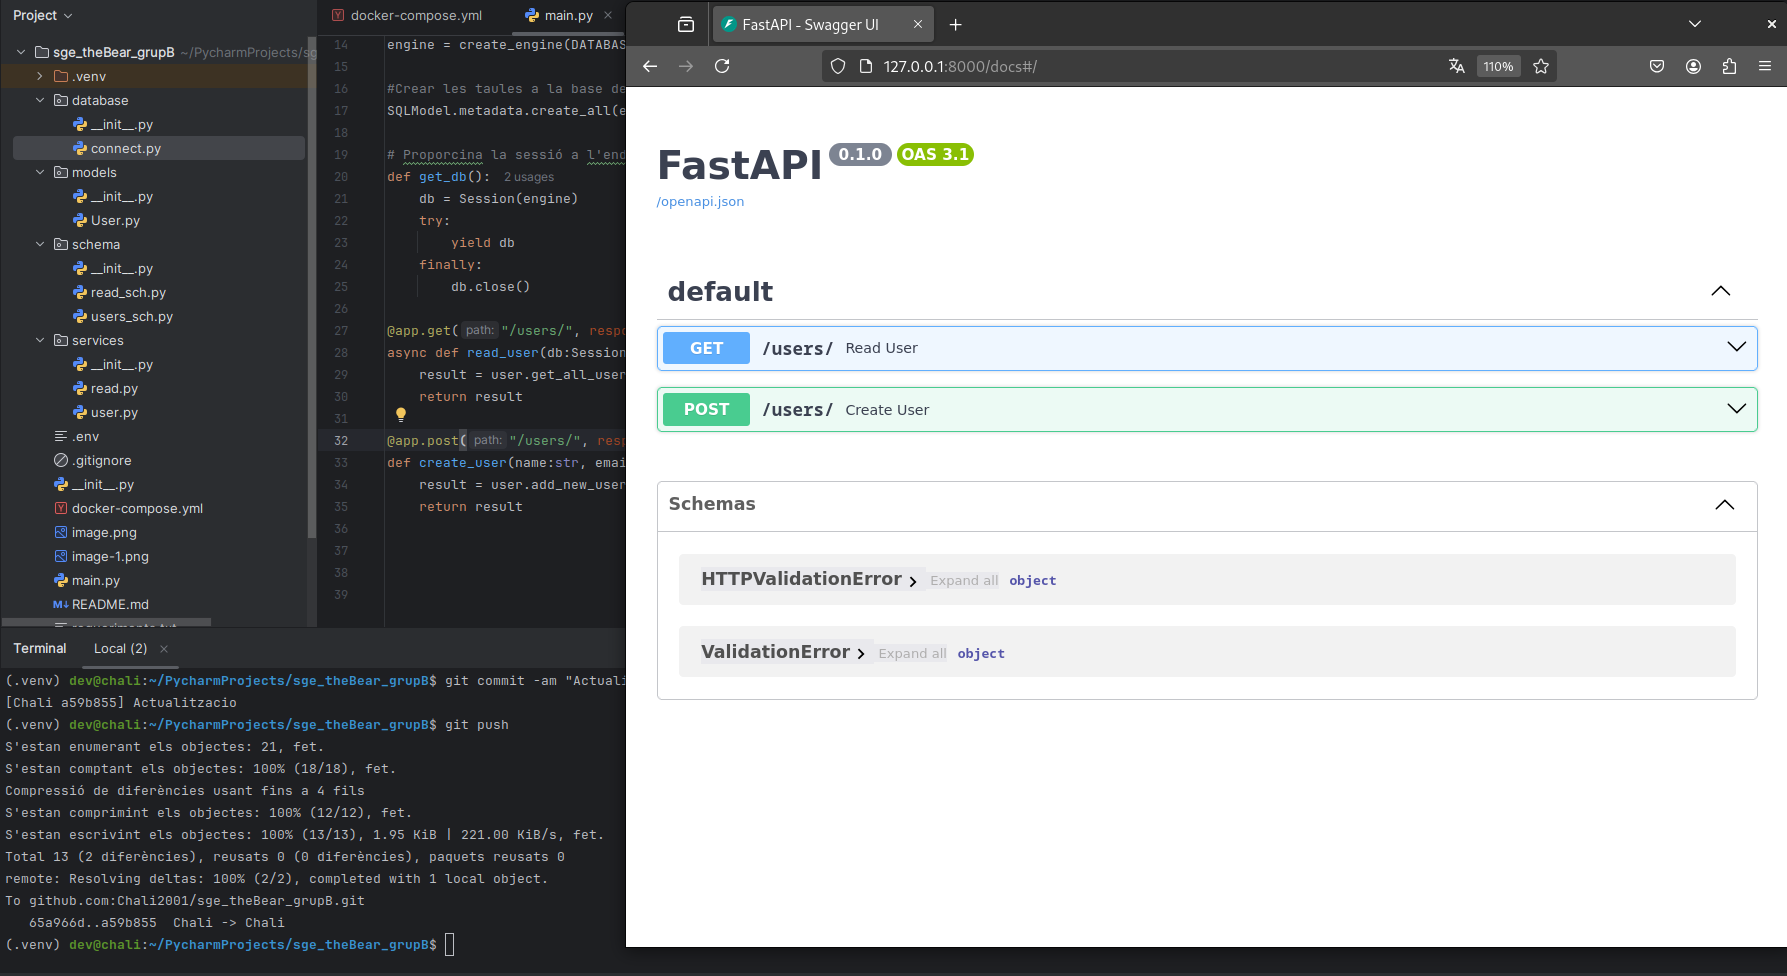 Project
sge_theBear_grupB ~/PycharmProjects/sg
.venv
database
__init__.py
connect.py
models
__init__.py
User.py
schema
__init__.py
read_sch.py
users_sch.py
services
__init__.py
read.py
user.py
.env
.gitignore
__init__.py
docker-compose.yml
image.png
image-1.png
main.py
README.md
docker-compose.yml
main.py
14 engine = create_engine(DATABAS
15
16 #Crear les taules a la base de
17 SQLModel.metadata.create_all(e
18
19 # Proporcina la sessió a l'end
20 def get_db(): 2 usages
21 db = Session(engine)
22 try:
23 yield db
24 finally:
25 db.close()
26
27 @app.get( path: "/users/", respo
28 async def read_user(db:Session
29 result = user.get_all_user
30 return result
31
32 @app.post( path: "/users/", resp
33 def create_user(name:str, emai
34 result = user.add_new_user
35 return result
36
37
38
39
Terminal Local (2)
(.venv) dev@chali:~/PycharmProjects/sge_theBear_grupB$ git commit -am "Actuali
[Chali a59b855] Actualitzacio
(.venv) dev@chali:~/PycharmProjects/sge_theBear_grupB$ git push
S'estan enumerant els objectes: 21, fet.
S'estan comptant els objectes: 100% (18/18), fet.
Compressió de diferències usant fins a 4 fils
S'estan comprimint els objectes: 100% (12/12), fet.
S'estan escrivint els objectes: 100% (13/13), 1.95 KiB | 221.00 KiB/s, fet.
Total 13 (2 diferències), reusats 0 (0 diferències), paquets reusats 0
remote: Resolving deltas: 100% (2/2), completed with 1 local object.
To github.com:Chali2001/sge_theBear_grupB.git
65a966d..a59b855 Chali -> Chali
(.venv) dev@chali:~/PycharmProjects/sge_theBear_grupB$
FastAPI - Swagger UI
127.0.0.1:8000/docs#/
110%
FastAPI 0.1.0 OAS 3.1
/openapi.json
default
GET /users/ Read User
POST /users/ Create User
Schemas
HTTPValidationError Expand all object
ValidationError Expand all object